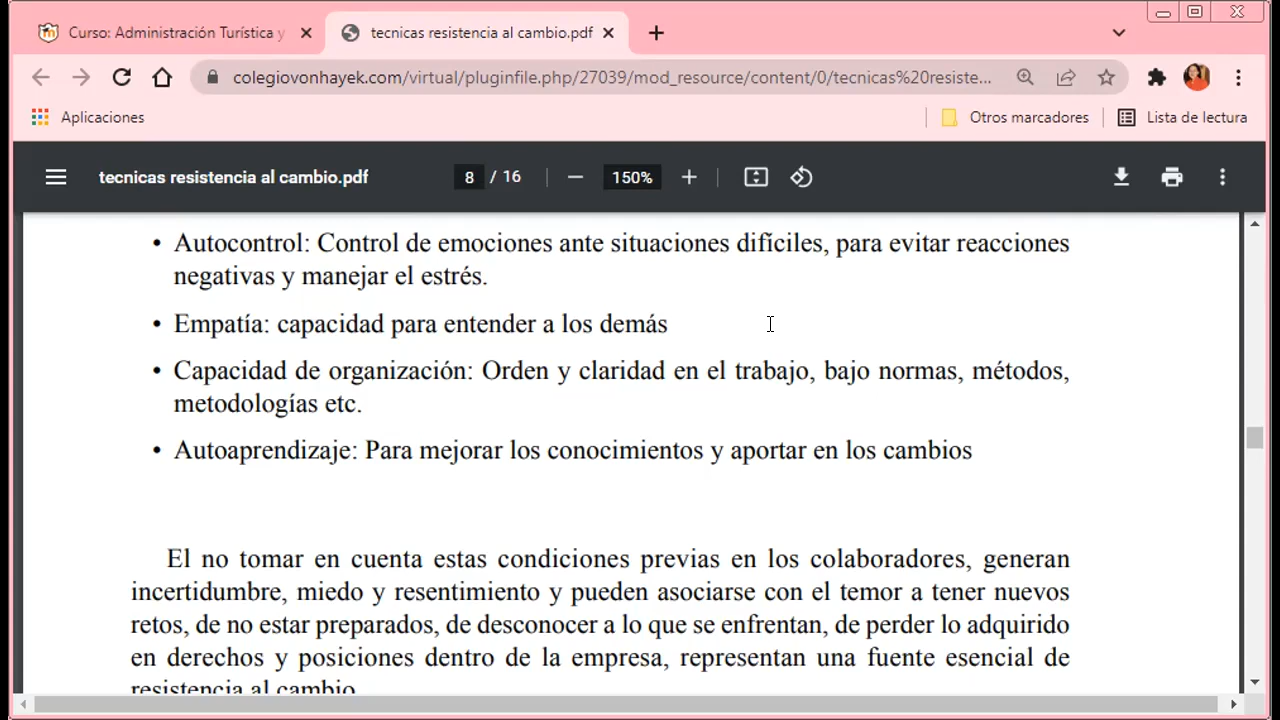 Curso: Administración Turística y
tecnicas resistencia al cambio.pdf
colegiovonhayek.com/virtual/pluginfile.php/27039/mod_resource/content/0/tecnicas%20resiste...
Aplicaciones
Otros marcadores
Lista de lectura
tecnicas resistencia al cambio.pdf
8 / 16
150%
• Autocontrol: Control de emociones ante situaciones difíciles, para evitar reacciones
negativas y manejar el estrés.
• Empatía: capacidad para entender a los demás
• Capacidad de organización: Orden y claridad en el trabajo, bajo normas, métodos,
metodologías etc.
• Autoaprendizaje: Para mejorar los conocimientos y aportar en los cambios
El no tomar en cuenta estas condiciones previas en los colaboradores, generan
incertidumbre, miedo y resentimiento y pueden asociarse con el temor a tener nuevos
retos, de no estar preparados, de desconocer a lo que se enfrentan, de perder lo adquirido
en derechos y posiciones dentro de la empresa, representan una fuente esencial de
resistencia al cambio